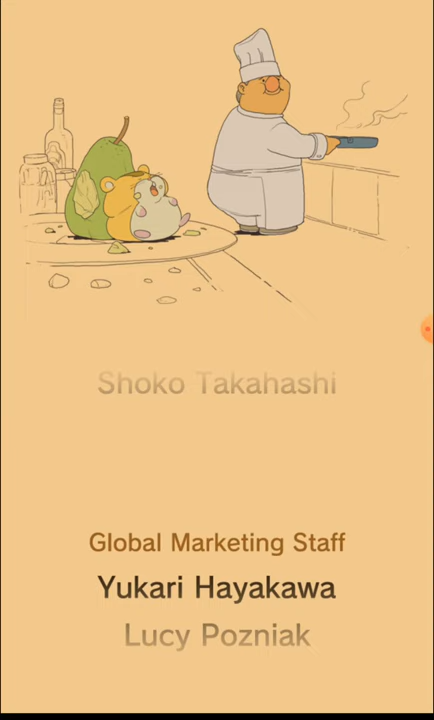 Shoko Takahashi
Global Marketing Staff
Yukari Hayakawa
Lucy Pozniak